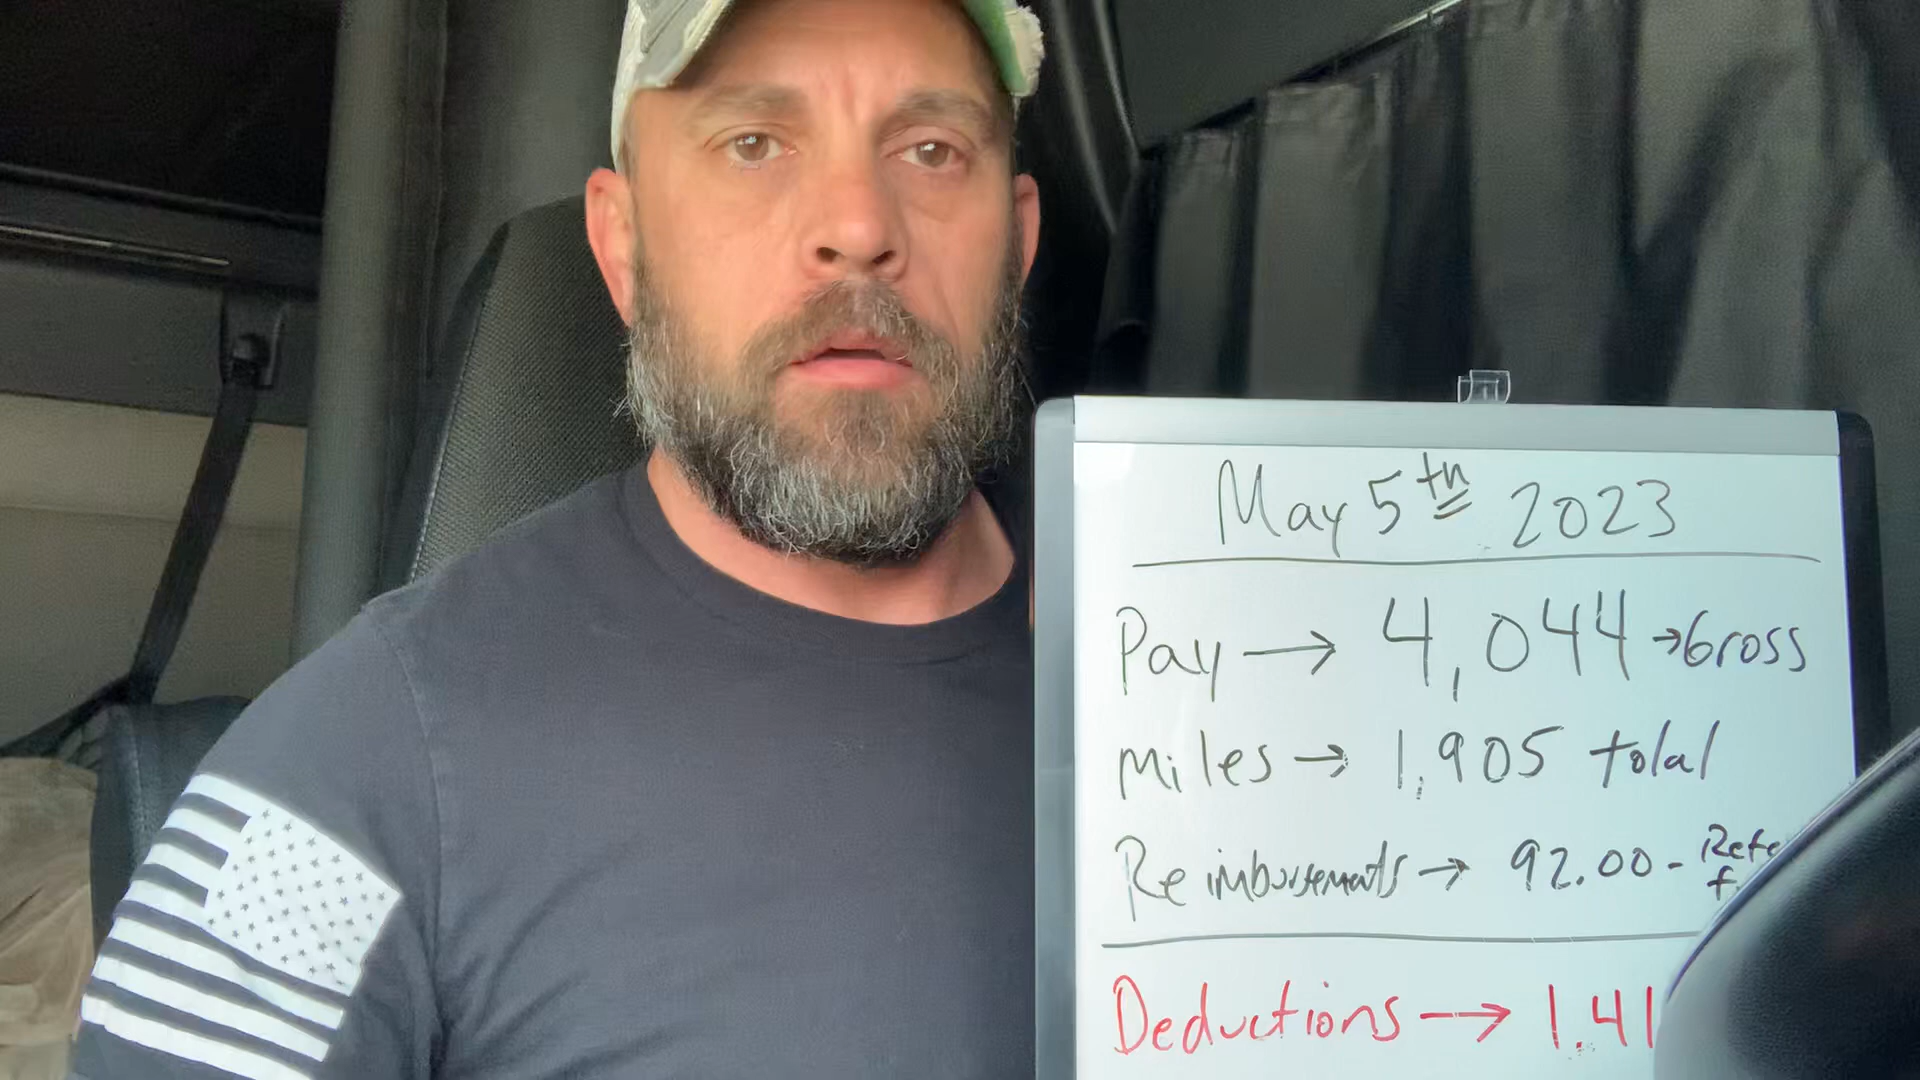 May 5th 2023
Pay → 4,044 → Gross
Miles → 1,905 total
Reimbursements → 92.00 -
Deductions → 1,41